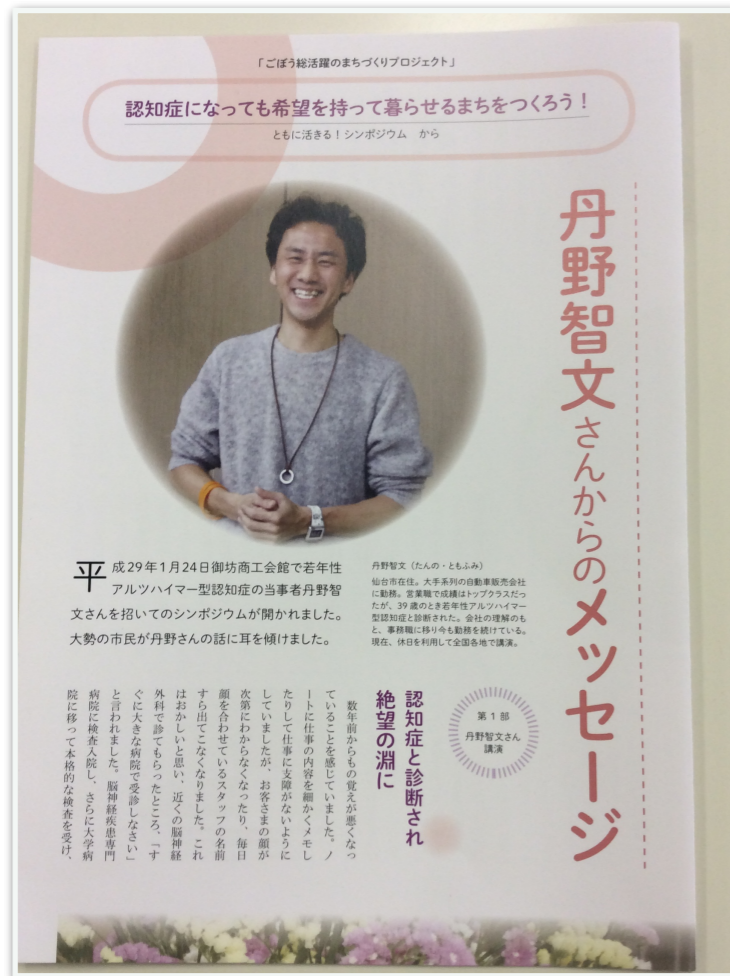 「ごぼう総活躍のまちづくりプロジェクト」
認知症になっても希望を持って暮らせるまちをつくろう！
ともに活きる！シンポジウム　から
丹野智文さんからのメッセージ
平成29年1月24日御坊商工会館で若年性
アルツハイマー型認知症の当事者丹野智
文さんを招いてのシンポジウムが開かれました。
大勢の市民が丹野さんの話に耳を傾けました。
丹野智文（たんの・ともふみ）
仙台市在住。大手系列の自動車販売会社
に勤務。営業職で成績はトップクラスだっ
たが、39歳のとき若年性アルツハイマー
型認知症と診断された。会社の理解のも
と、事務職に移り今も勤務を続けている。
現在、休日を利用して全国各地で講演。
第1部
丹野智文さん
講演
認知症と診断され
絶望の淵に
数年前からもの覚えが悪くなっ
ていることを感じていました。ノ
ートに仕事の内容を細かくメモし
たりして仕事に支障がないように
していましたが、お客さまの顔が
次第にわからなくなったり、毎日
顔を合わせているスタッフの名前
すら出てこなくなりました。これ
はおかしいと思い、近くの脳神経
外科で診てもらったところ、「す
ぐに大きな病院で受診しなさい」
と言われました。脳神経疾患専門
病院に検査入院し、さらに大学病
院に移って本格的な検査を受け、